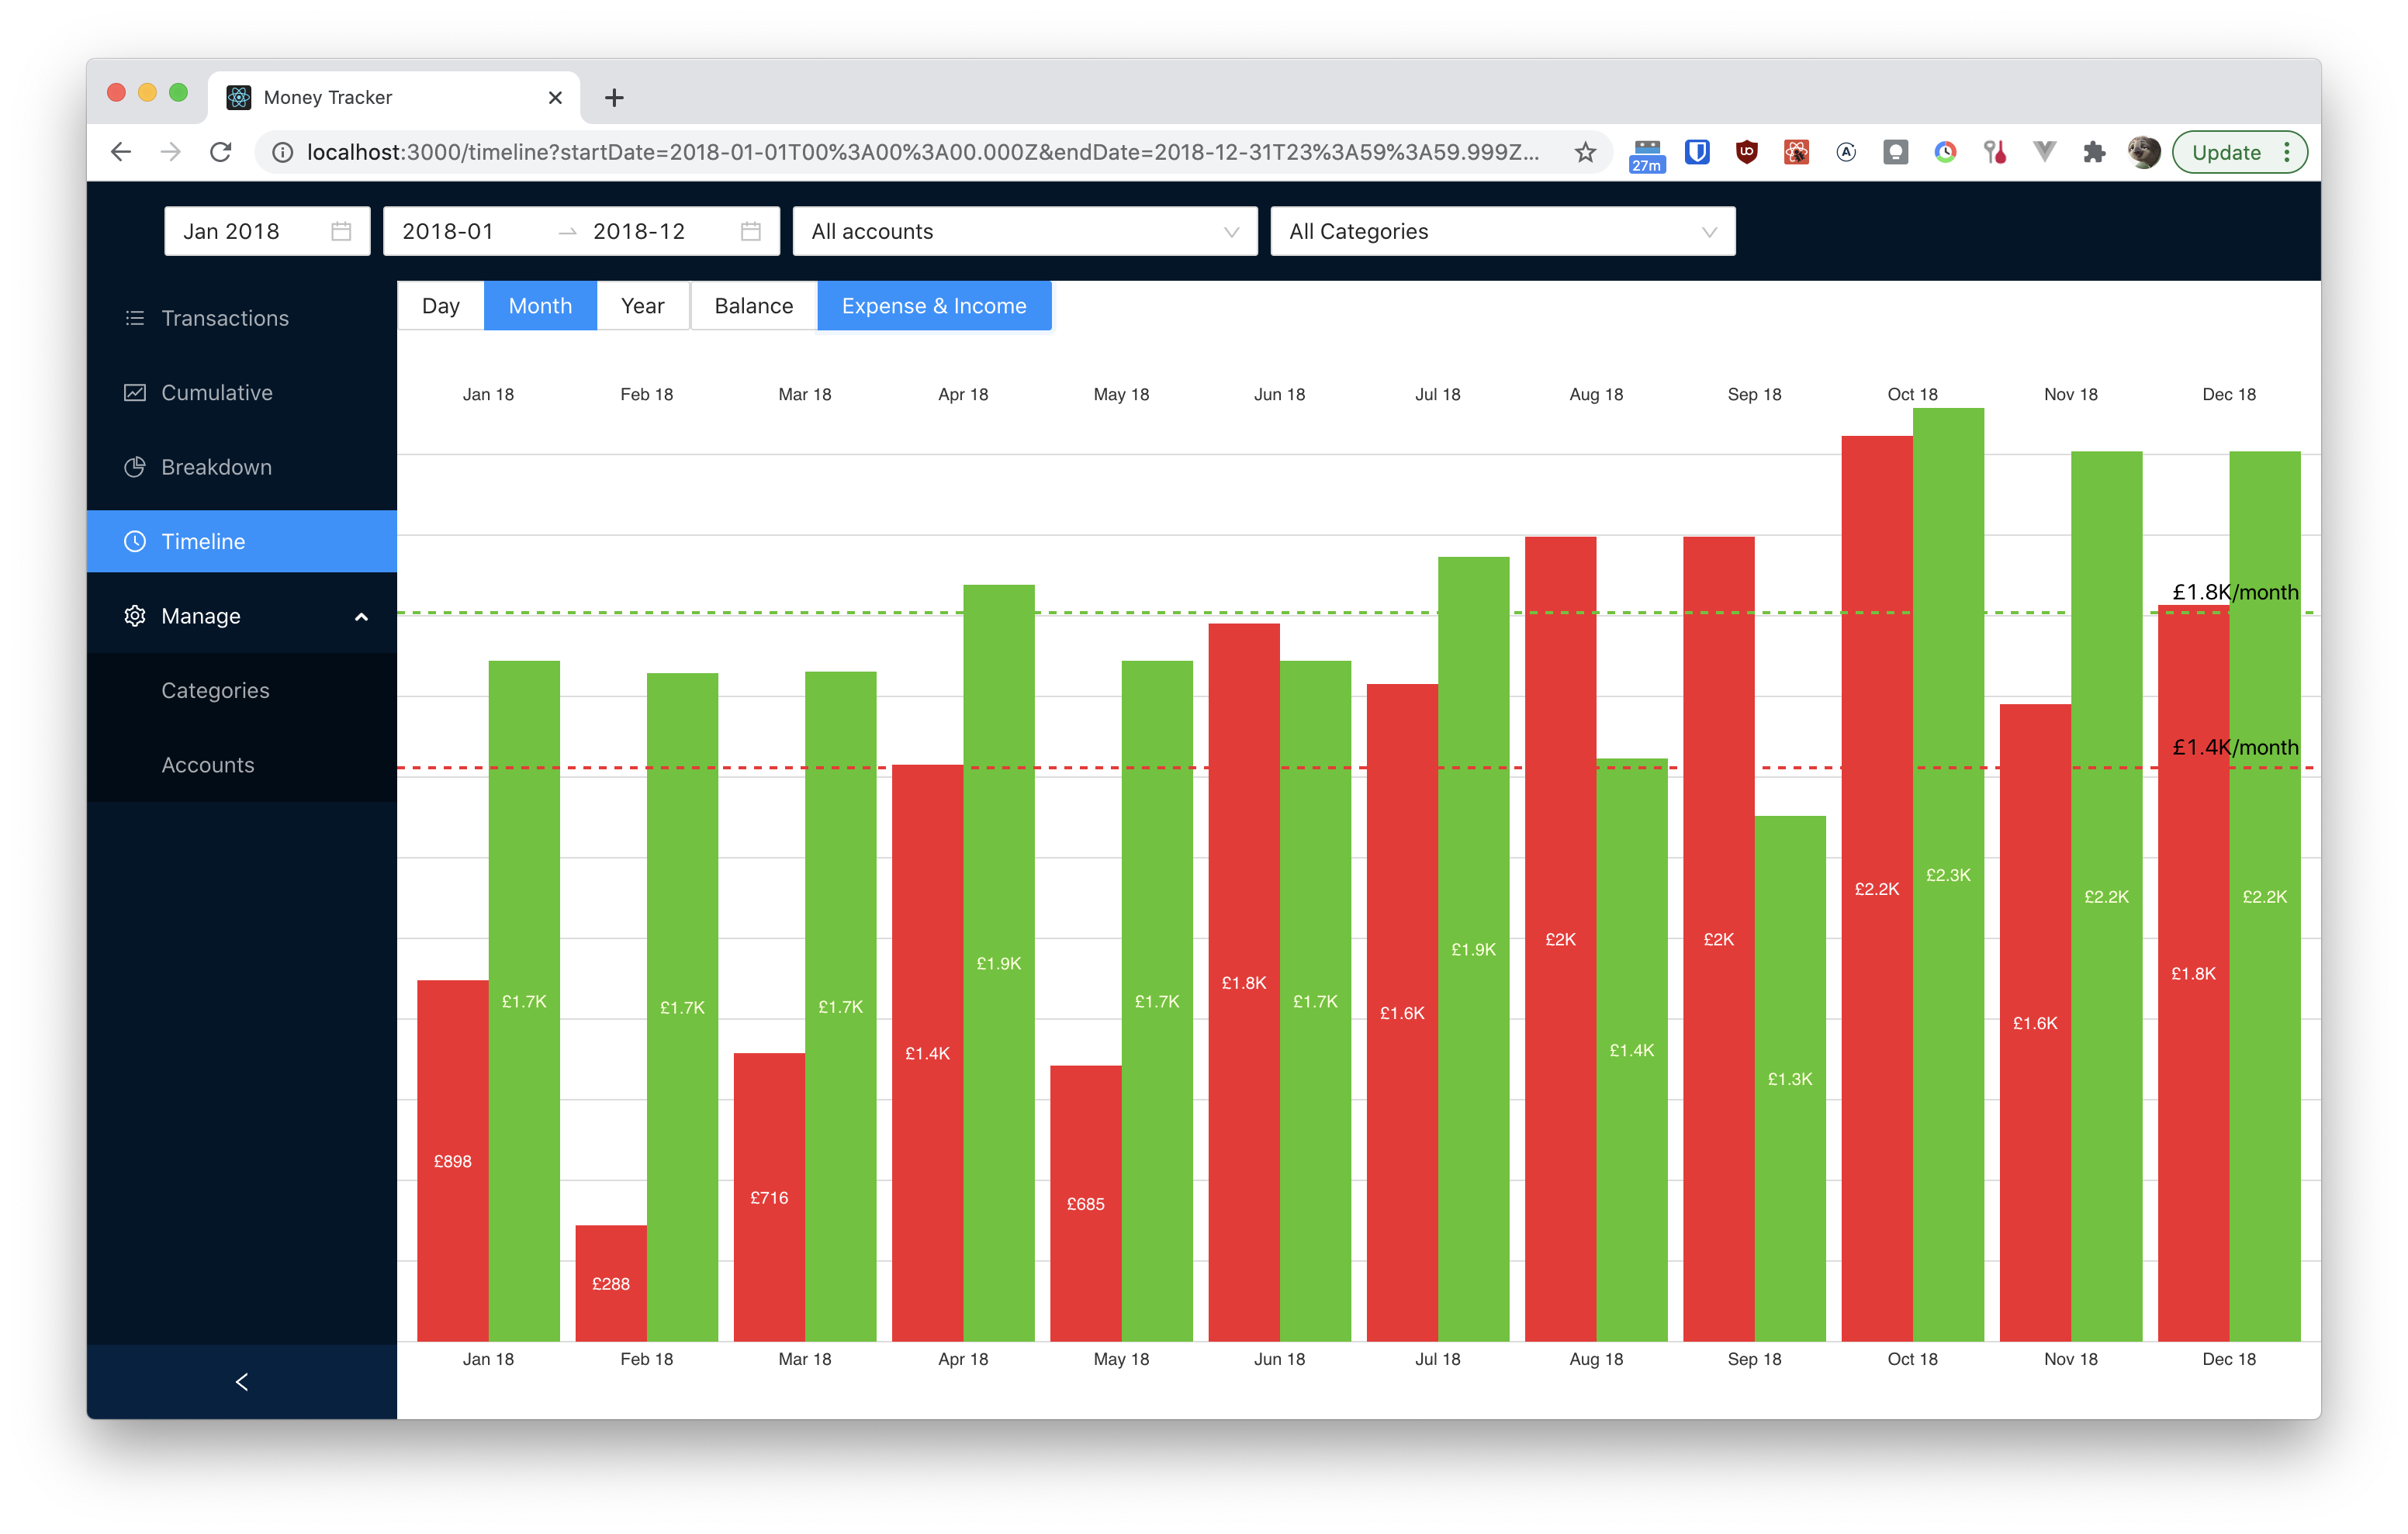 Money Tracker
localhost:3000/timeline?startDate=2018-01-01T00%3A00%3A00.000Z&endDate=2018-12-31T23%3A59%3A59.999Z...
27m
Update
Jan 2018
2018-01
2018-12
All accounts
All Categories
Transactions
Cumulative
Breakdown
Timeline
Manage
Categories
Accounts
Day
Month
Year
Balance
Expense & Income
Jan 18 Feb 18 Mar 18 Apr 18 May 18 Jun 18 Jul 18 Aug 18 Sep 18 Oct 18 Nov 18 Dec 18
£1.8K/month
£1.4K/month
£898
£1.7K
£288
£1.7K
£716
£1.7K
£1.4K
£1.9K
£685
£1.7K
£1.8K
£1.7K
£1.6K
£1.9K
£2K
£1.4K
£2K
£1.3K
£2.2K
£2.3K
£1.6K
£2.2K
£1.8K
£2.2K
Jan 18 Feb 18 Mar 18 Apr 18 May 18 Jun 18 Jul 18 Aug 18 Sep 18 Oct 18 Nov 18 Dec 18